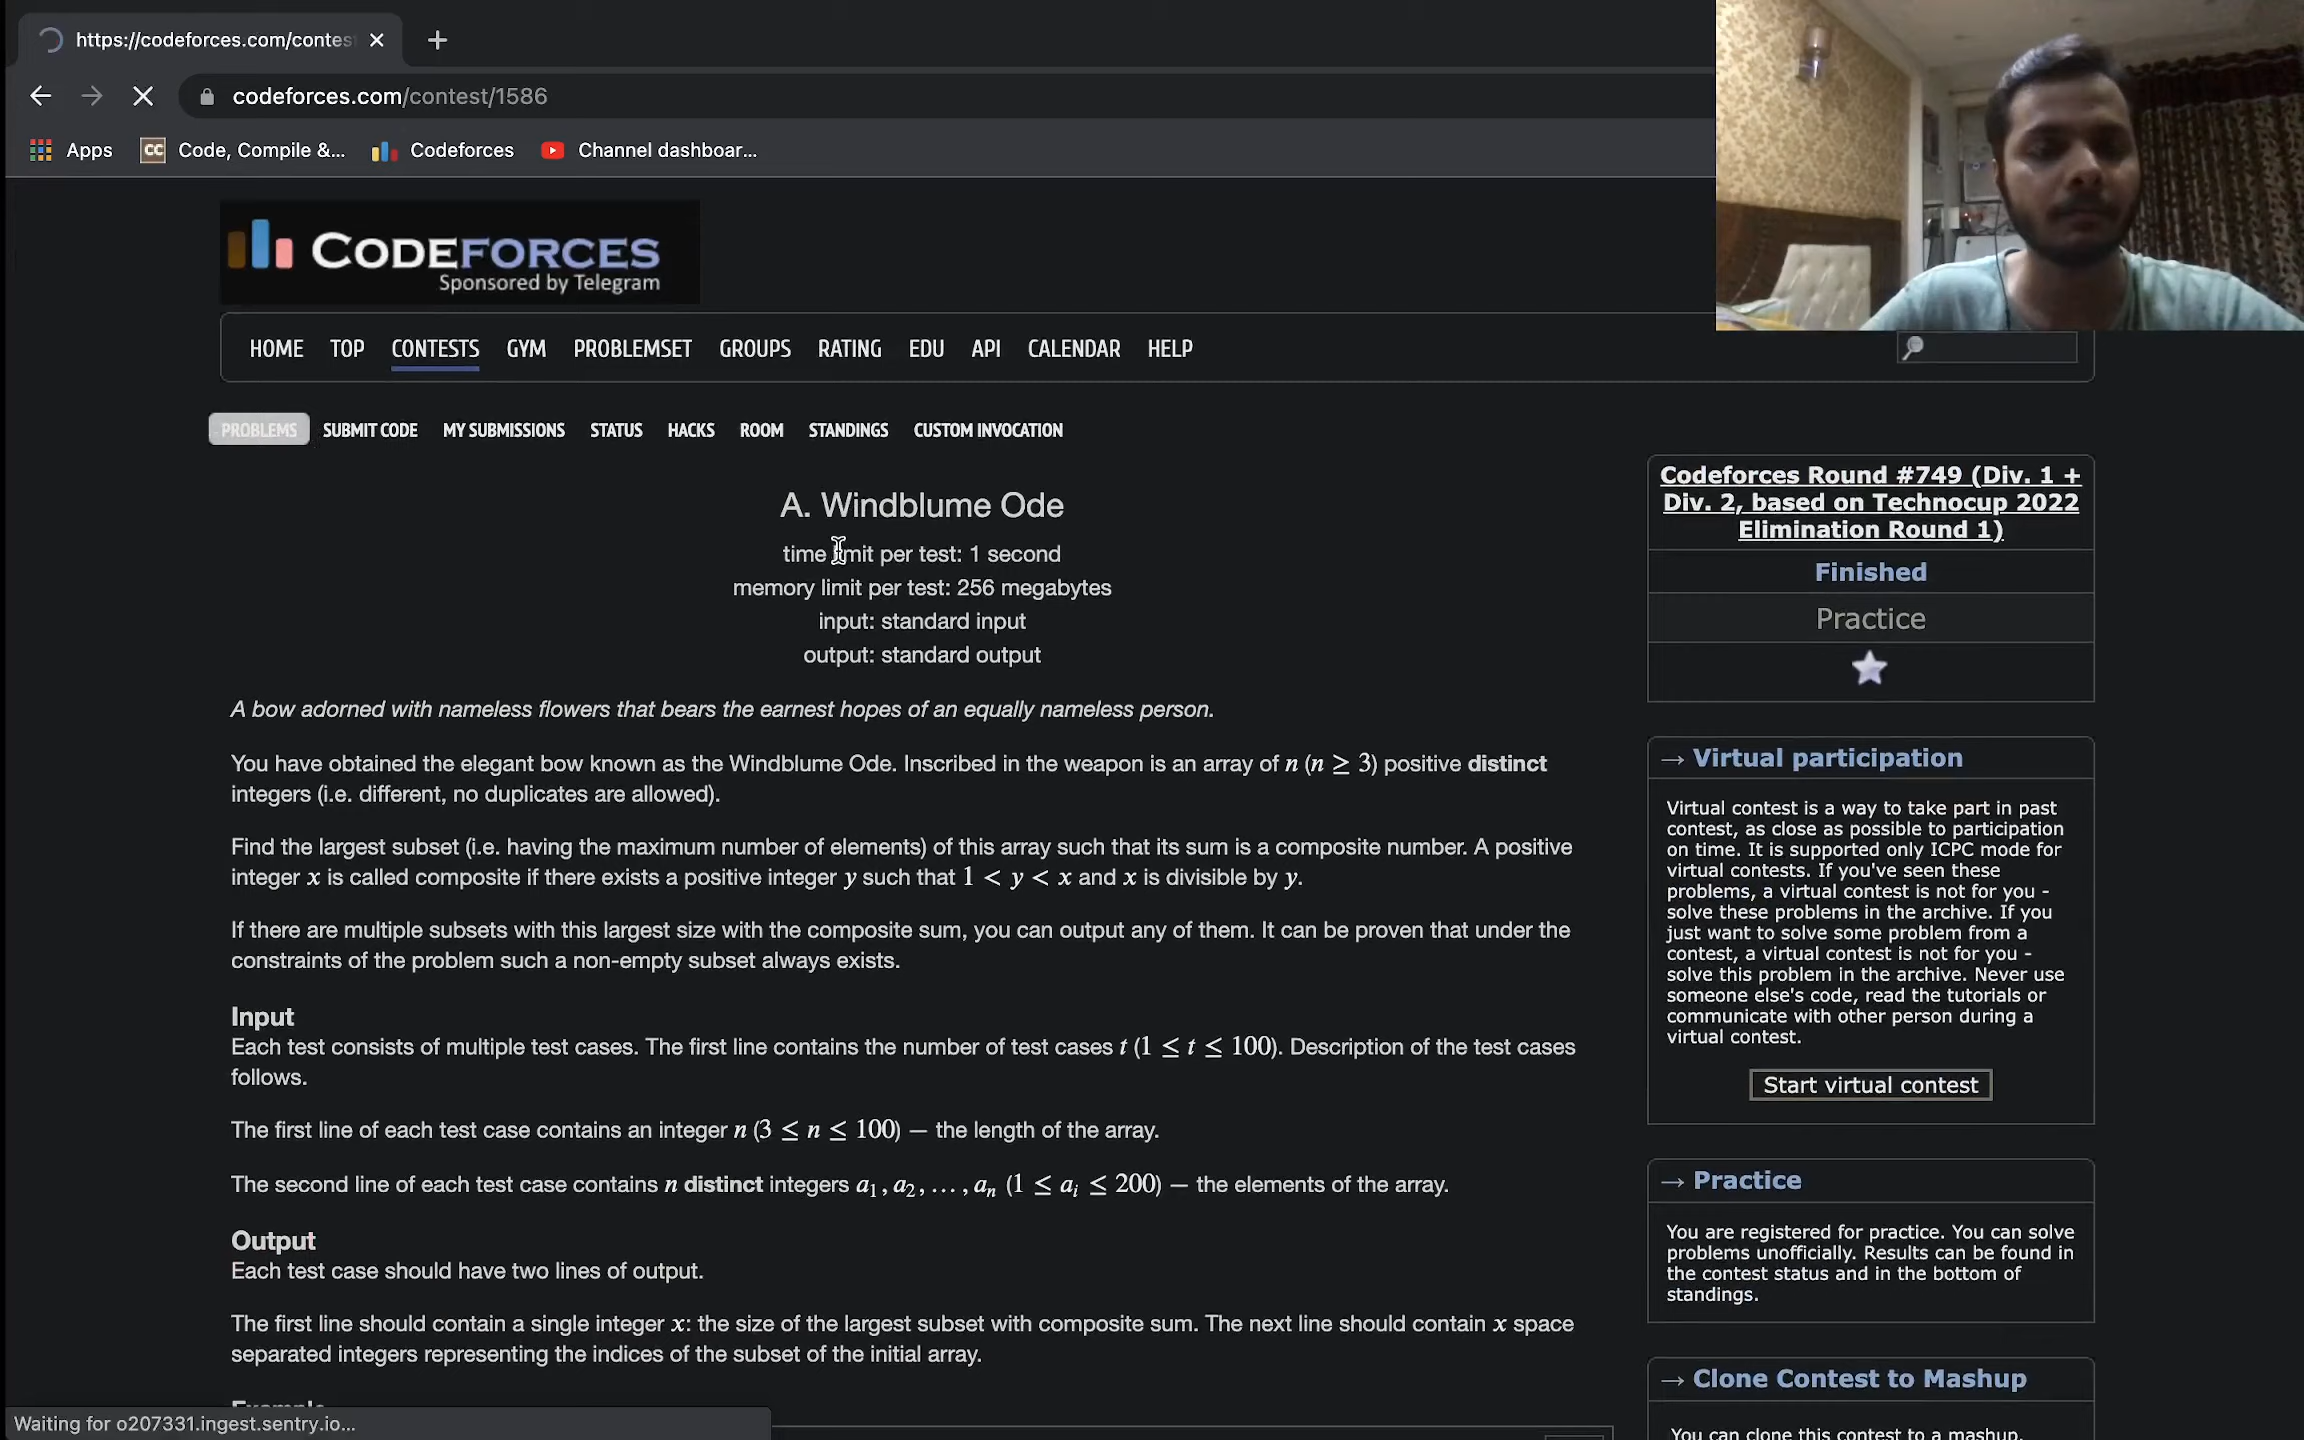 https://codeforces.com/contes
codeforces.com/contest/1586
Apps
CC Code, Compile &...
Codeforces
Channel dashboar...
CODEFORCES
Sponsored by Telegram
HOME TOP CONTESTS GYM PROBLEMSET GROUPS RATING EDU API CALENDAR HELP
PROBLEMS SUBMIT CODE MY SUBMISSIONS STATUS HACKS ROOM STANDINGS CUSTOM INVOCATION
A. Windblume Ode
time limit per test: 1 second
memory limit per test: 256 megabytes
input: standard input
output: standard output
A bow adorned with nameless flowers that bears the earnest hopes of an equally nameless person.
You have obtained the elegant bow known as the Windblume Ode. Inscribed in the weapon is an array of n (n ≥ 3) positive distinct
integers (i.e. different, no duplicates are allowed).
Find the largest subset (i.e. having the maximum number of elements) of this array such that its sum is a composite number. A positive
integer x is called composite if there exists a positive integer y such that 1 < y < x and x is divisible by y.
If there are multiple subsets with this largest size with the composite sum, you can output any of them. It can be proven that under the
constraints of the problem such a non-empty subset always exists.
Input
Each test consists of multiple test cases. The first line contains the number of test cases t (1 ≤ t ≤ 100). Description of the test cases
follows.
The first line of each test case contains an integer n (3 ≤ n ≤ 100) — the length of the array.
The second line of each test case contains n distinct integers a1, a2, …, an (1 ≤ ai ≤ 200) — the elements of the array.
Output
Each test case should have two lines of output.
The first line should contain a single integer x: the size of the largest subset with composite sum. The next line should contain x space
separated integers representing the indices of the subset of the initial array.
Example
Waiting for o207331.ingest.sentry.io...
Codeforces Round #749 (Div. 1 +
Div. 2, based on Technocup 2022
Elimination Round 1)
Finished
Practice
→ Virtual participation
Virtual contest is a way to take part in past
contest, as close as possible to participation
on time. It is supported only ICPC mode for
virtual contests. If you've seen these
problems, a virtual contest is not for you -
solve these problems in the archive. If you
just want to solve some problem from a
contest, a virtual contest is not for you -
solve this problem in the archive. Never use
someone else's code, read the tutorials or
communicate with other person during a
virtual contest.
Start virtual contest
→ Practice
You are registered for practice. You can solve
problems unofficially. Results can be found in
the contest status and in the bottom of
standings.
→ Clone Contest to Mashup
You can clone this contest to a mashup.